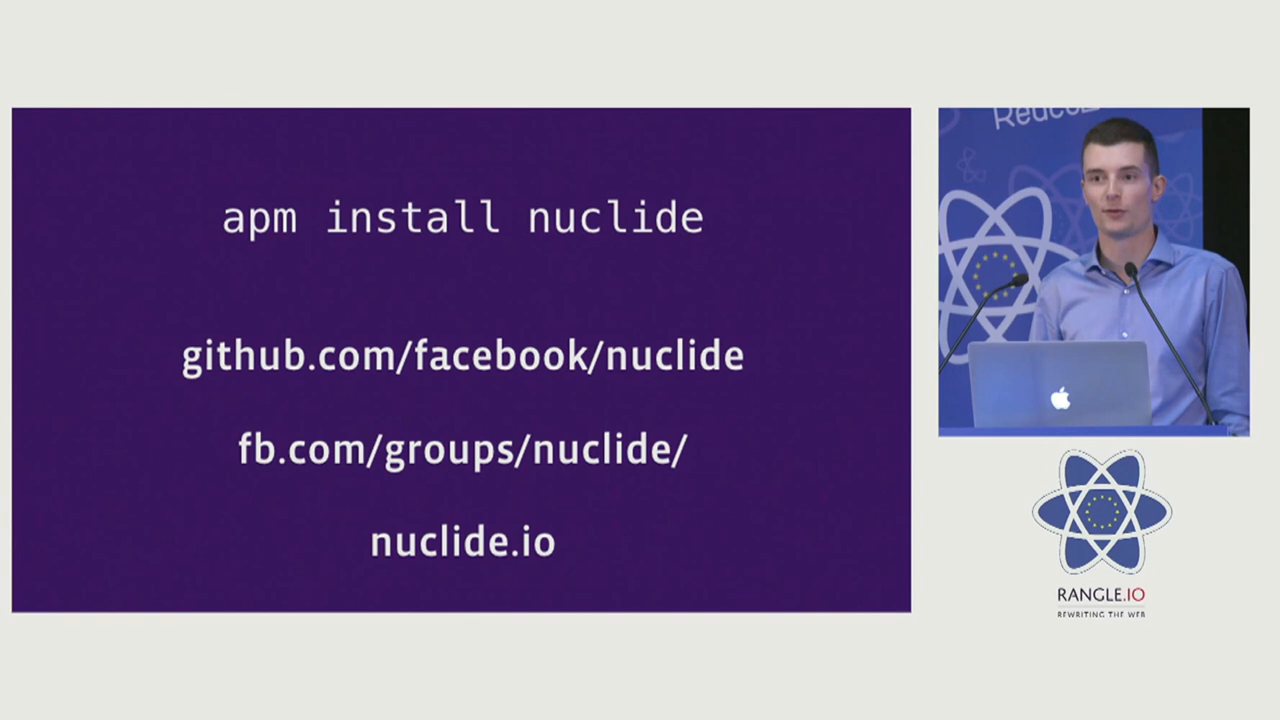 apm install nuclide
github.com/facebook/nuclide
fb.com/groups/nuclide/
nuclide.io
RANGLE.IO
REWRITING THE WEB